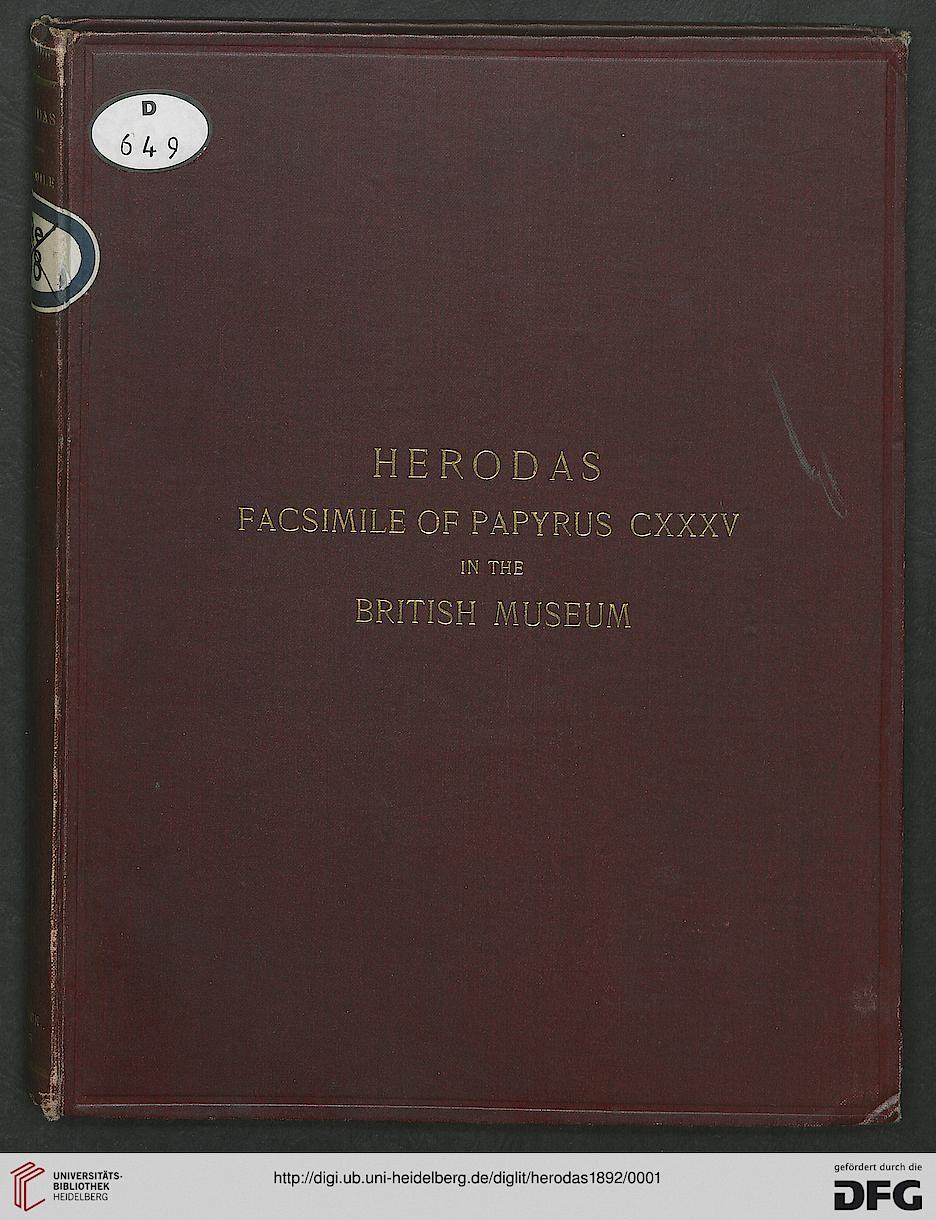 D
649
HERODAS
FACSIMILE OF PAPYRUS CXXXV
IN THE
BRITISH MUSEUM
UNIVERSITÄTS-
BIBLIOTHEK
HEIDELBERG
http://digi.ub.uni-heidelberg.de/diglit/herodas1892/0001
gefördert durch die
DFG